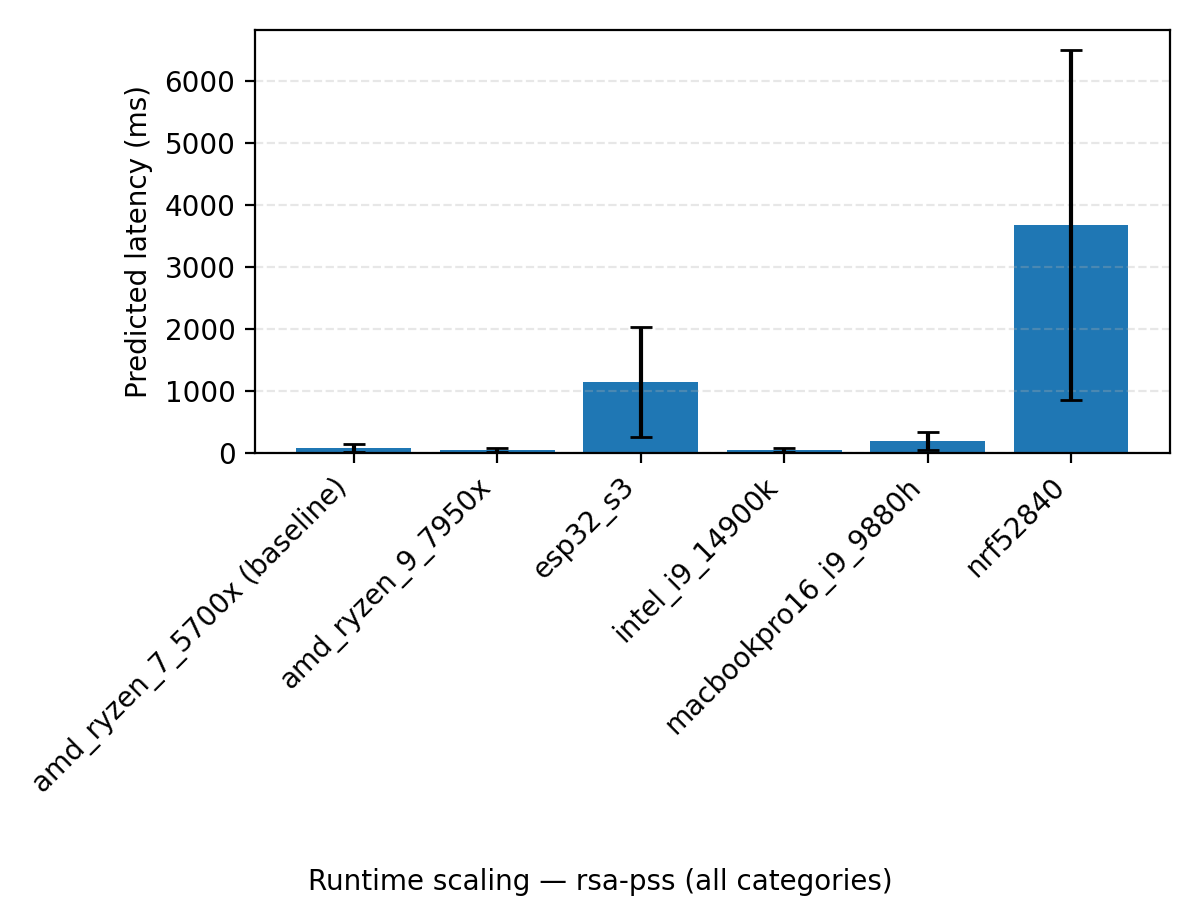 Predicted latency (ms)
6000
5000
4000
3000
2000
1000
0
amd_ryzen_7_5700x (baseline)
amd_ryzen_9_7950x
esp32_s3
intel_i9_14900k
macbookpro16_i9_9880h
nrf52840
Runtime scaling — rsa-pss (all categories)